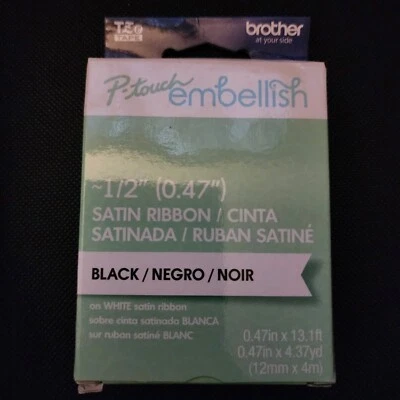 TZe
TAPE
brother
at your side
P-touch
embellish
~1/2" (0.47")
SATIN RIBBON / CINTA
SATINADA / RUBAN SATINÉ
BLACK / NEGRO / NOIR
on WHITE satin ribbon
sobre cinta satinada BLANCA
sur ruban satiné BLANC
0.47in x 13.1ft
0.47in x 4.37yd
(12mm x 4m)